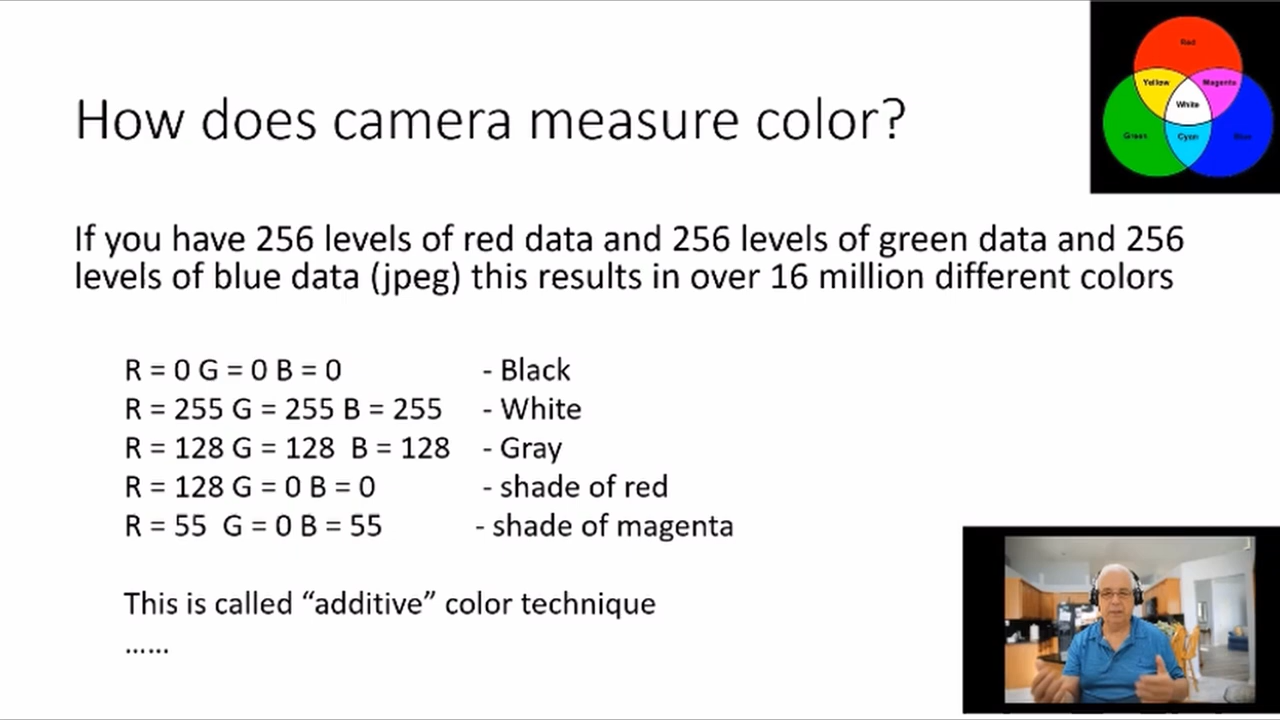 How does camera measure color?
Red
Yellow
Magenta
White
Green
Cyan
Blue
If you have 256 levels of red data and 256 levels of green data and 256
levels of blue data (jpeg) this results in over 16 million different colors
R = 0 G = 0 B = 0 - Black
R = 255 G = 255 B = 255 - White
R = 128 G = 128 B = 128 - Gray
R = 128 G = 0 B = 0 - shade of red
R = 55 G = 0 B = 55 - shade of magenta
This is called “additive” color technique
......